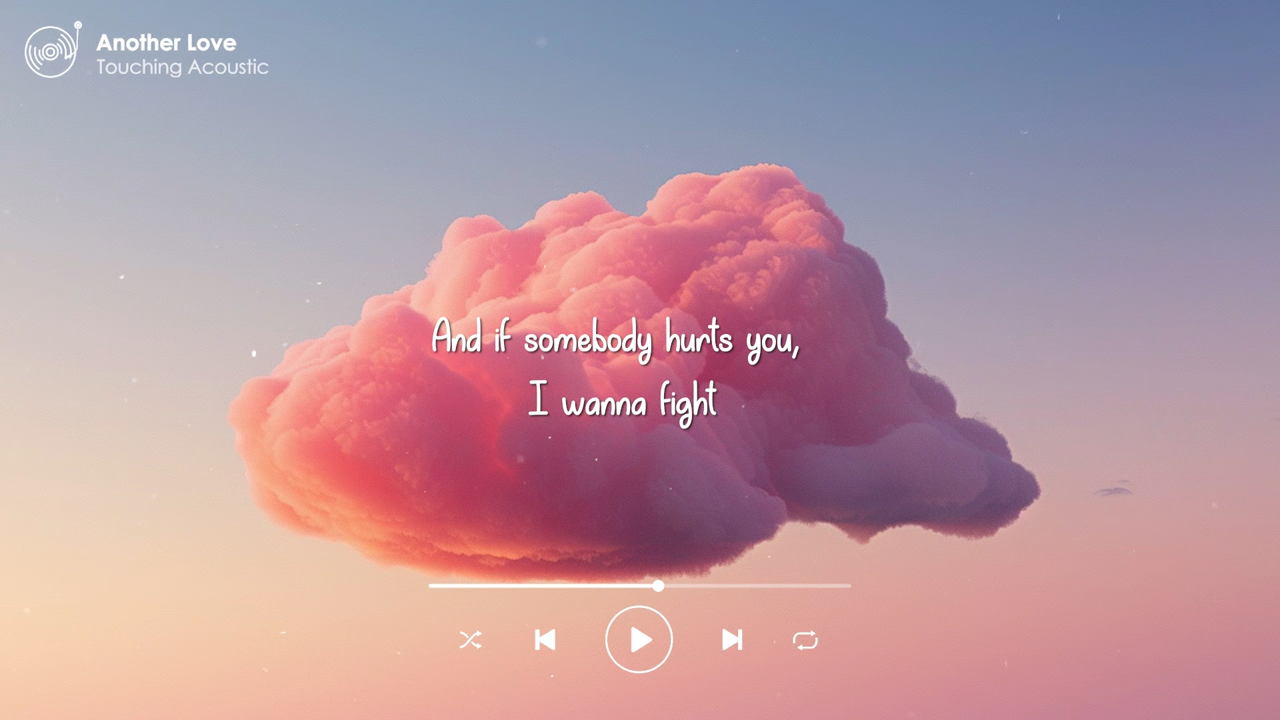 Another Love
Touching Acoustic
And if somebody hurts you,
I wanna fight